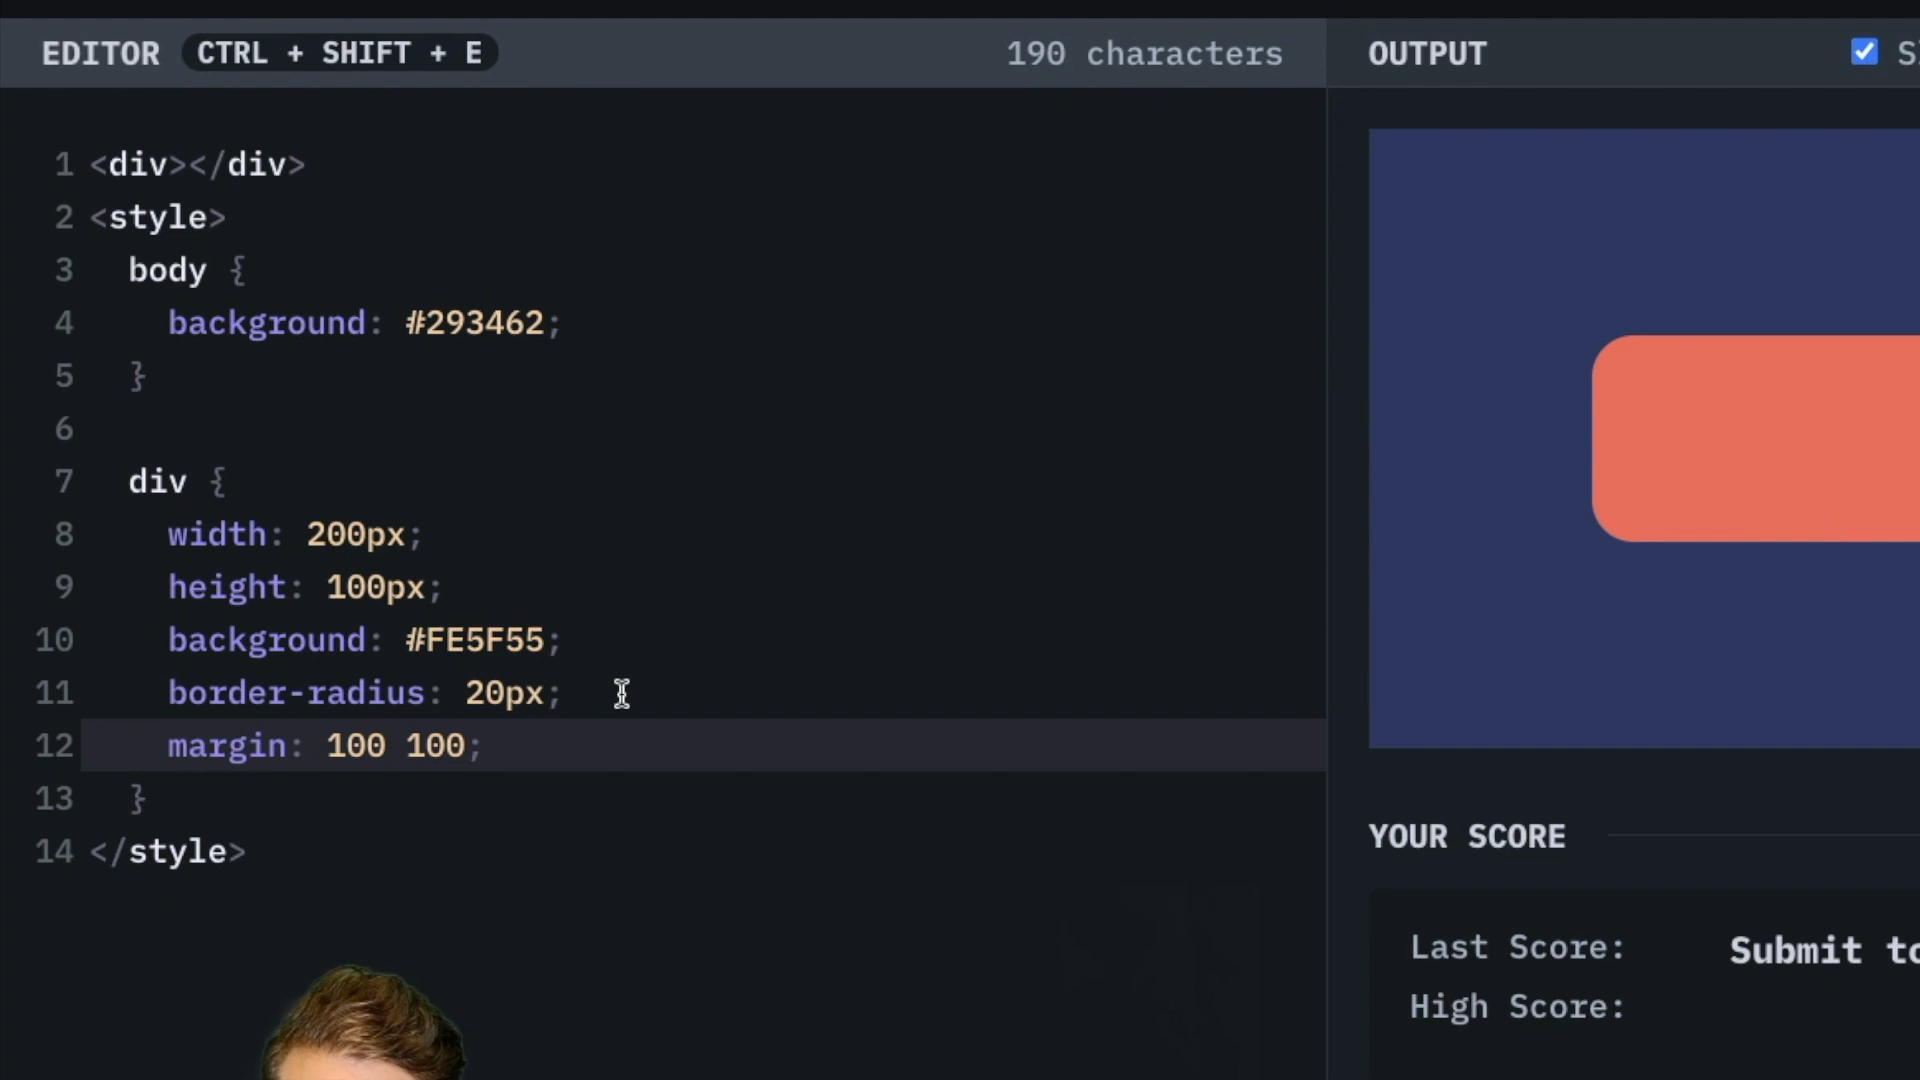 EDITOR CTRL + SHIFT + E 190 characters
1 <div></div>
2 <style>
3 body {
4 background: #293462;
5 }
6
7 div {
8 width: 200px;
9 height: 100px;
10 background: #FE5F55;
11 border-radius: 20px;
12 margin: 100 100;
13 }
14 </style>
OUTPUT
YOUR SCORE
Last Score: Submit to
High Score: